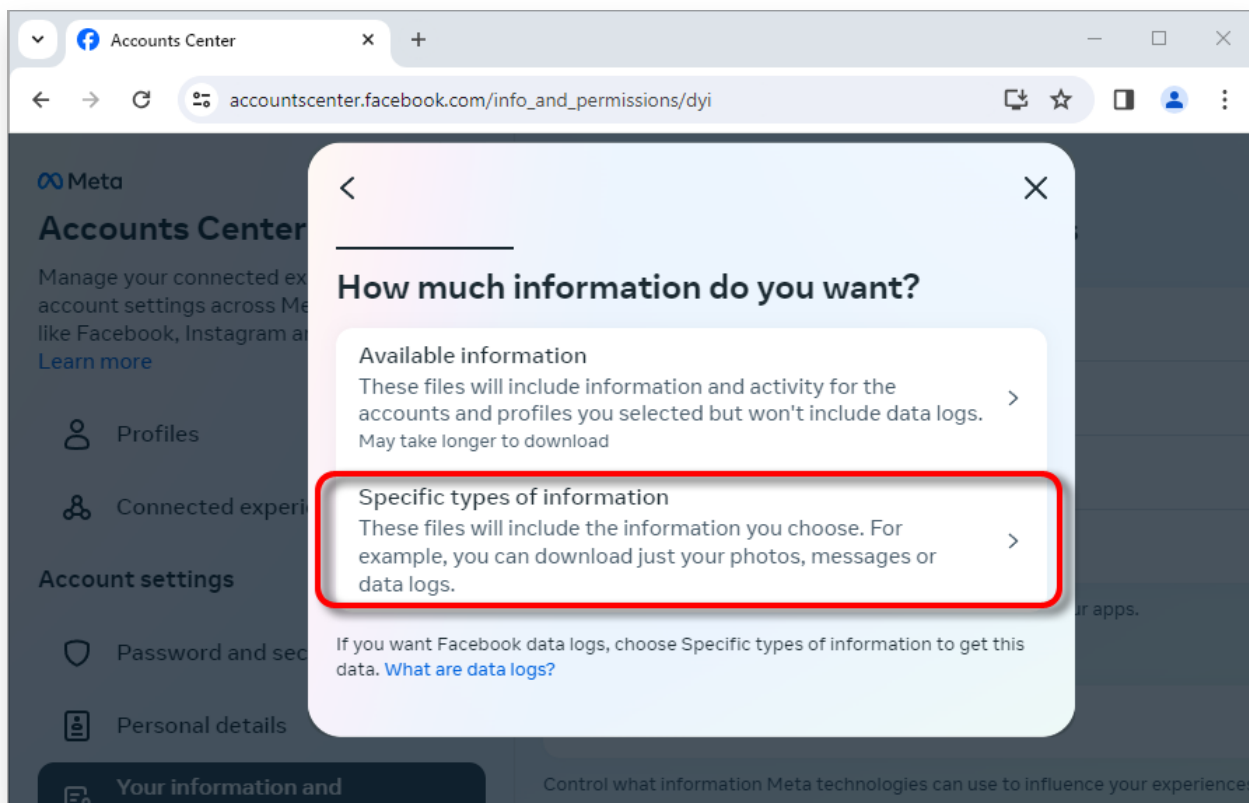 Accounts Center
accountscenter.facebook.com/info_and_permissions/dyi
Meta
Accounts Center
Manage your connected ex
account settings across Me
like Facebook, Instagram a
Learn more
Profiles
Connected experi
Account settings
Password and sec
Personal details
Your information and
How much information do you want?
Available information
These files will include information and activity for the
accounts and profiles you selected but won't include data logs.
May take longer to download
Specific types of information
These files will include the information you choose. For
example, you can download just your photos, messages or
data logs.
If you want Facebook data logs, choose Specific types of information to get this
data. What are data logs?
r apps.
Control what information Meta technologies can use to influence your experience